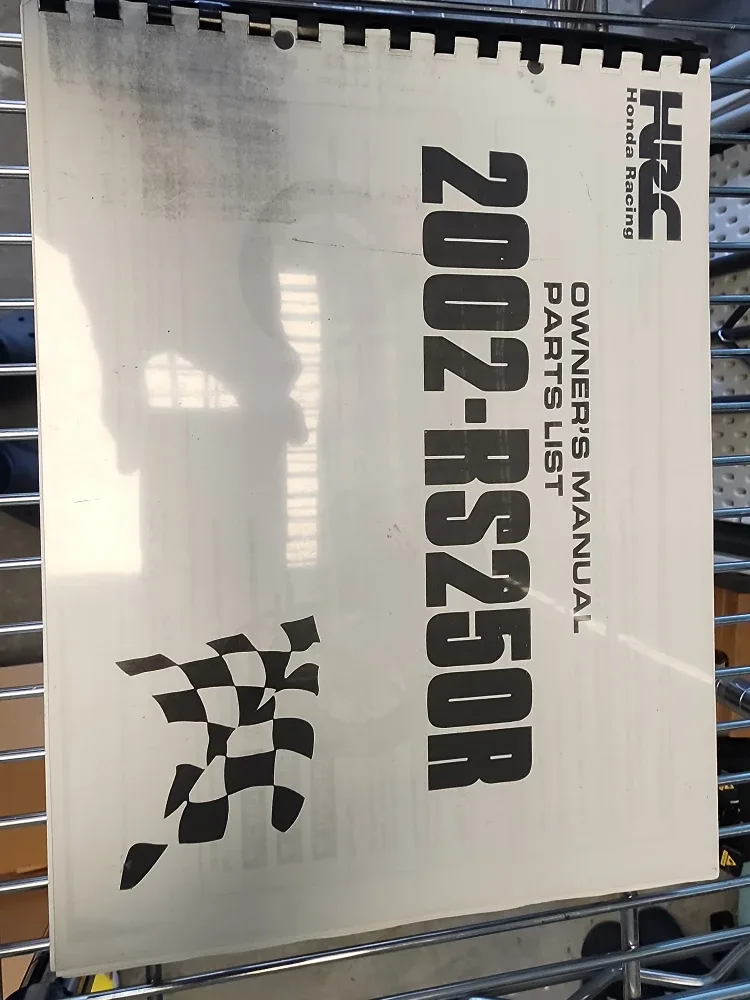 HRC
Honda Racing
OWNER'S MANUAL
PARTS LIST
2002·RS250R